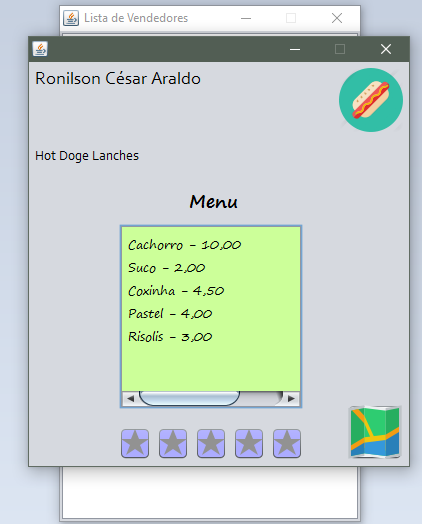 Lista de Vendedores
Ronilson César Araldo
Hot Doge Lanches
Menu
Cachorro - 10,00
Suco - 2,00
Coxinha - 4,50
Pastel - 4,00
Risolis - 3,00